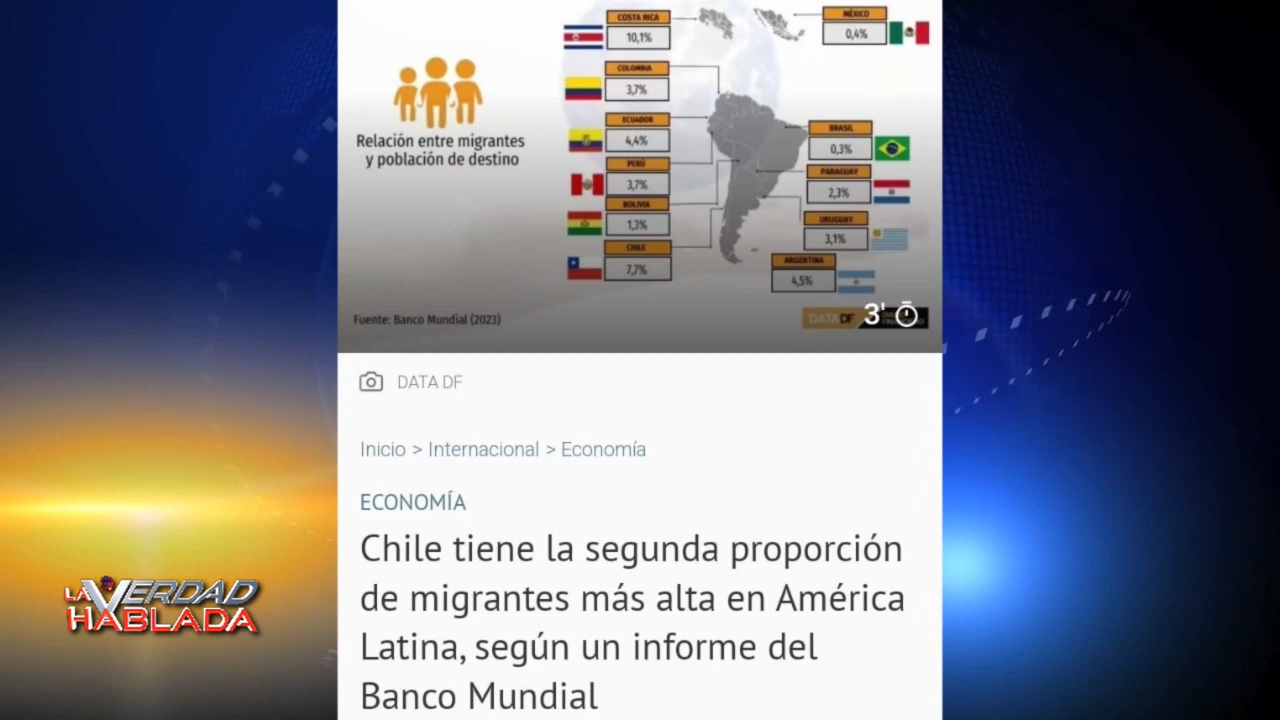 COSTA RICA
10,1%
MÉXICO
0,4%
COLOMBIA
3,7%
ECUADOR
4,4%
PERÚ
3,7%
BOLIVIA
1,3%
CHILE
7,7%
BRASIL
0,3%
PARAGUAY
2,3%
URUGUAY
3,1%
ARGENTINA
4,5%
Relación entre migrantes
y población de destino
Fuente: Banco Mundial (2023)
DATA DF
3'
DATA DF
Inicio > Internacional > Economía
ECONOMÍA
Chile tiene la segunda proporción
de migrantes más alta en América
Latina, según un informe del
Banco Mundial
LA VERDAD
HABLADA